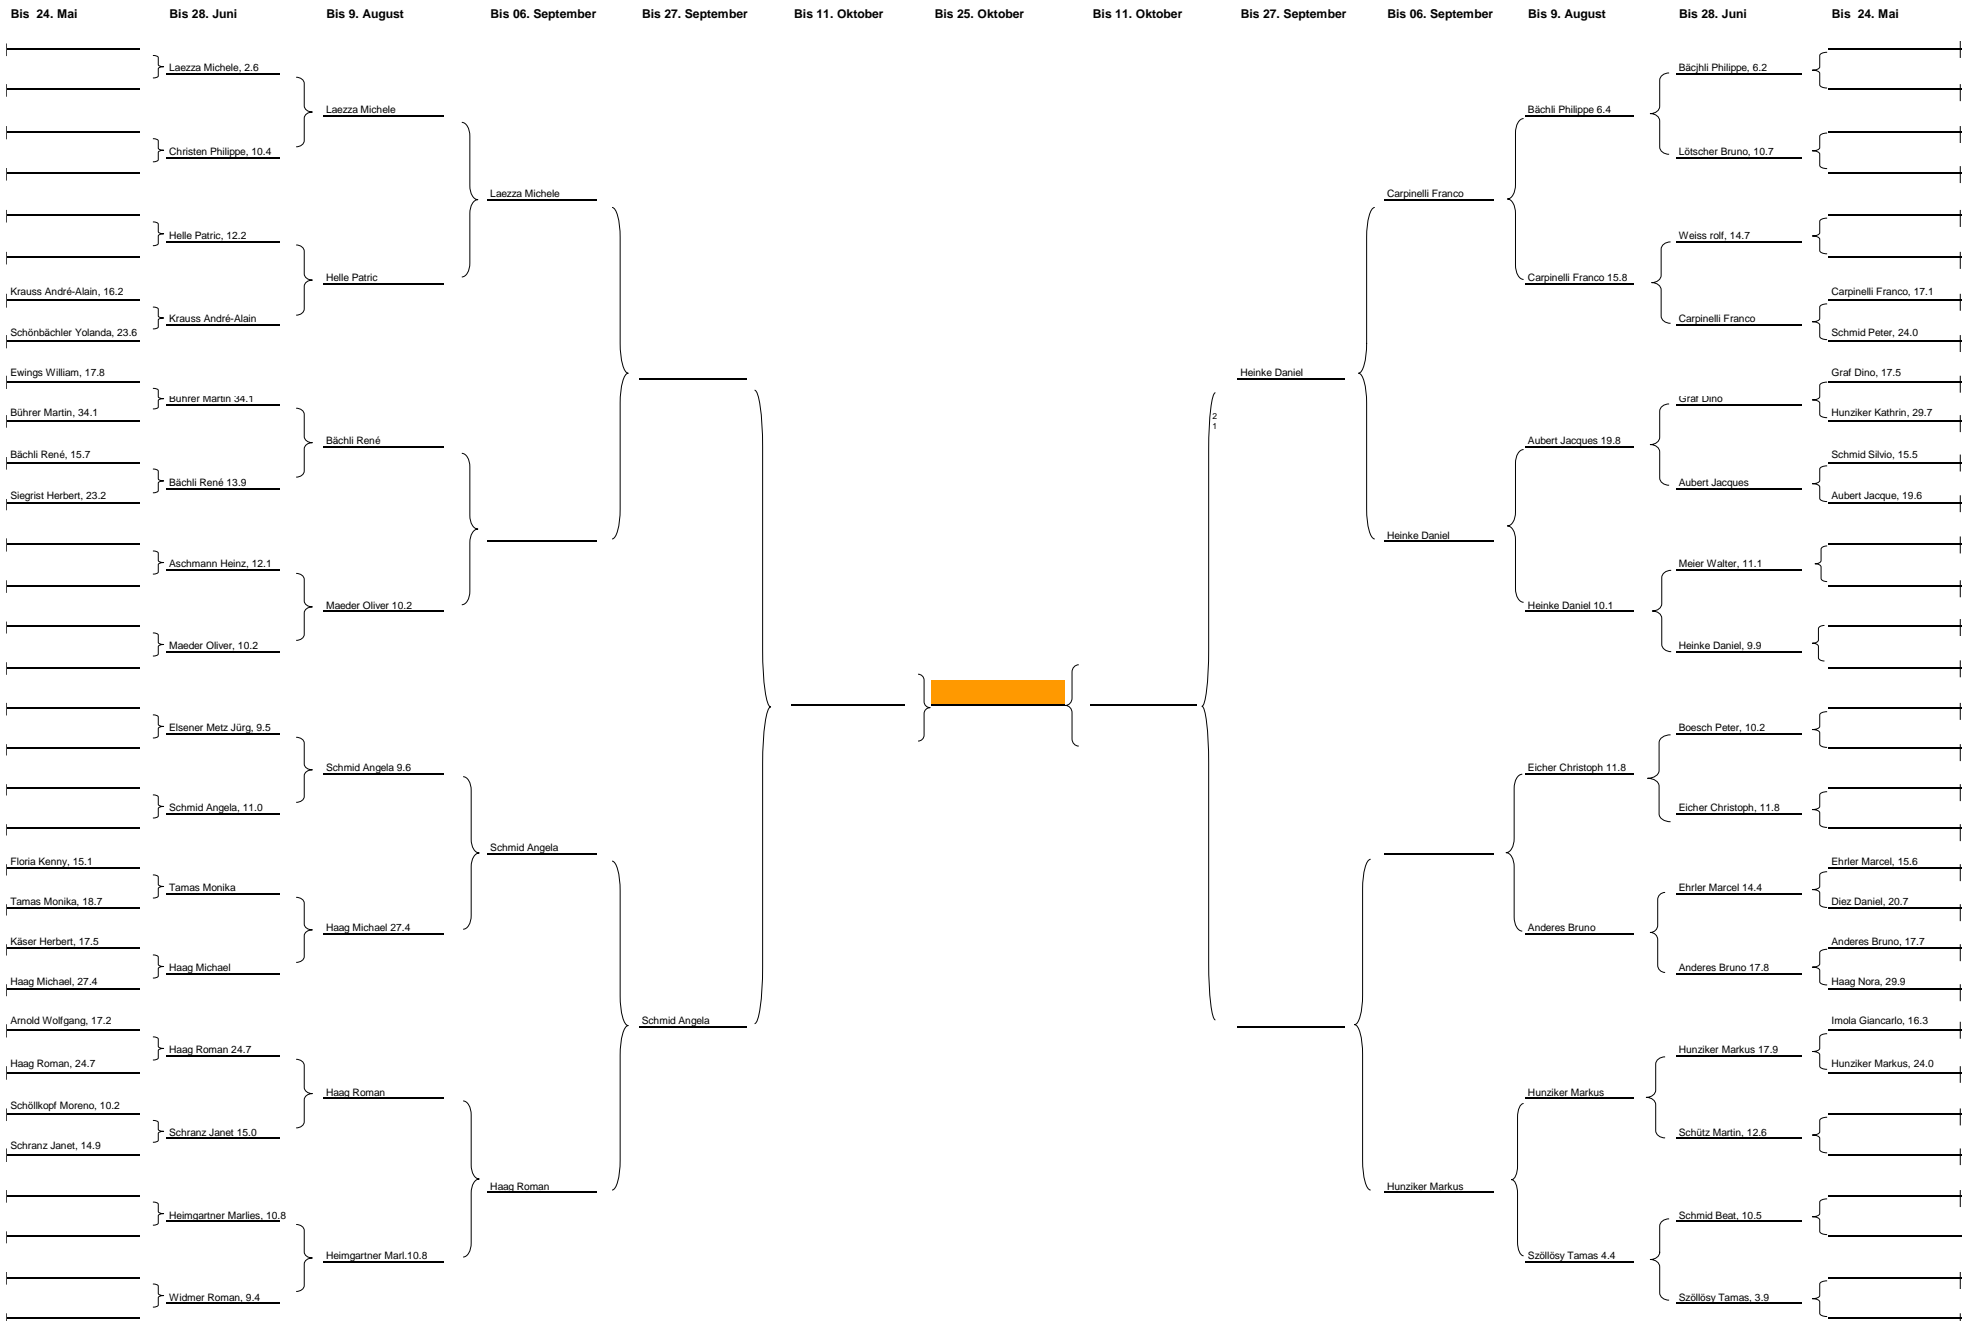 Bis  24. Mai
Bis 28. Juni
Bis 9. August
Bis 06. September
Bis 27. September
Bis 11. Oktober
Bis 25. Oktober
Bis 11. Oktober
Bis 27. September
Bis 06. September
Bis 9. August
Bis 28. Juni
Bis  24. Mai
Krauss André-Alain, 16.2
Schönbächler Yolanda, 23.6
Ewings William, 17.8
Bührer Martin, 34.1
Bächli René, 15.7
Siegrist Herbert, 23.2
Floria Kenny, 15.1
Tamas Monika, 18.7
Käser Herbert, 17.5
Haag Michael, 27.4
Arnold Wolfgang, 17.2
Haag Roman, 24.7
Schöllkopf Moreno, 10.2
Schranz Janet, 14.9
Laezza Michele, 2.6
Christen Philippe, 10.4
Helle Patric, 12.2
Krauss André-Alain
Bührer Martin 34.1
Bächli René 13.9
Aschmann Heinz, 12.1
Maeder Oliver, 10.2
Elsener Metz Jürg, 9.5
Schmid Angela, 11.0
Tamas Monika
Haag Michael
Haag Roman 24.7
Schranz Janet 15.0
Heimgartner Marlies, 10.8
Widmer Roman, 9.4
Laezza Michele
Helle Patric
Bächli René
Maeder Oliver 10.2
Schmid Angela 9.6
Haag Michael 27.4
Haag Roman
Heimgartner Marl.10.8
Laezza Michele
Schmid Angela
Haag Roman
Schmid Angela
Heinke Daniel
2
1
Carpinelli Franco
Heinke Daniel
Hunziker Markus
Bächli Philippe 6.4
Carpinelli Franco 15.8
Aubert Jacques 19.8
Heinke Daniel 10.1
Eicher Christoph 11.8
Anderes Bruno
Hunziker Markus
Szöllösy Tamas 4.4
Bäcjhli Philippe, 6.2
Lötscher Bruno, 10.7
Weiss rolf, 14.7
Carpinelli Franco
Graf Dino
Aubert Jacques
Meier Walter, 11.1
Heinke Daniel, 9.9
Boesch Peter, 10.2
Eicher Christoph, 11.8
Ehrler Marcel 14.4
Anderes Bruno 17.8
Hunziker Markus 17.9
Schütz Martin, 12.6
Schmid Beat, 10.5
Szöllösy Tamas, 3.9
Carpinelli Franco, 17.1
Schmid Peter, 24.0
Graf Dino, 17.5
Hunziker Kathrin, 29.7
Schmid Silvio, 15.5
Aubert Jacque, 19.6
Ehrler Marcel, 15.6
Diez Daniel, 20.7
Anderes Bruno, 17.7
Haag Nora, 29.9
Imola Giancarlo, 16.3
Hunziker Markus, 24.0